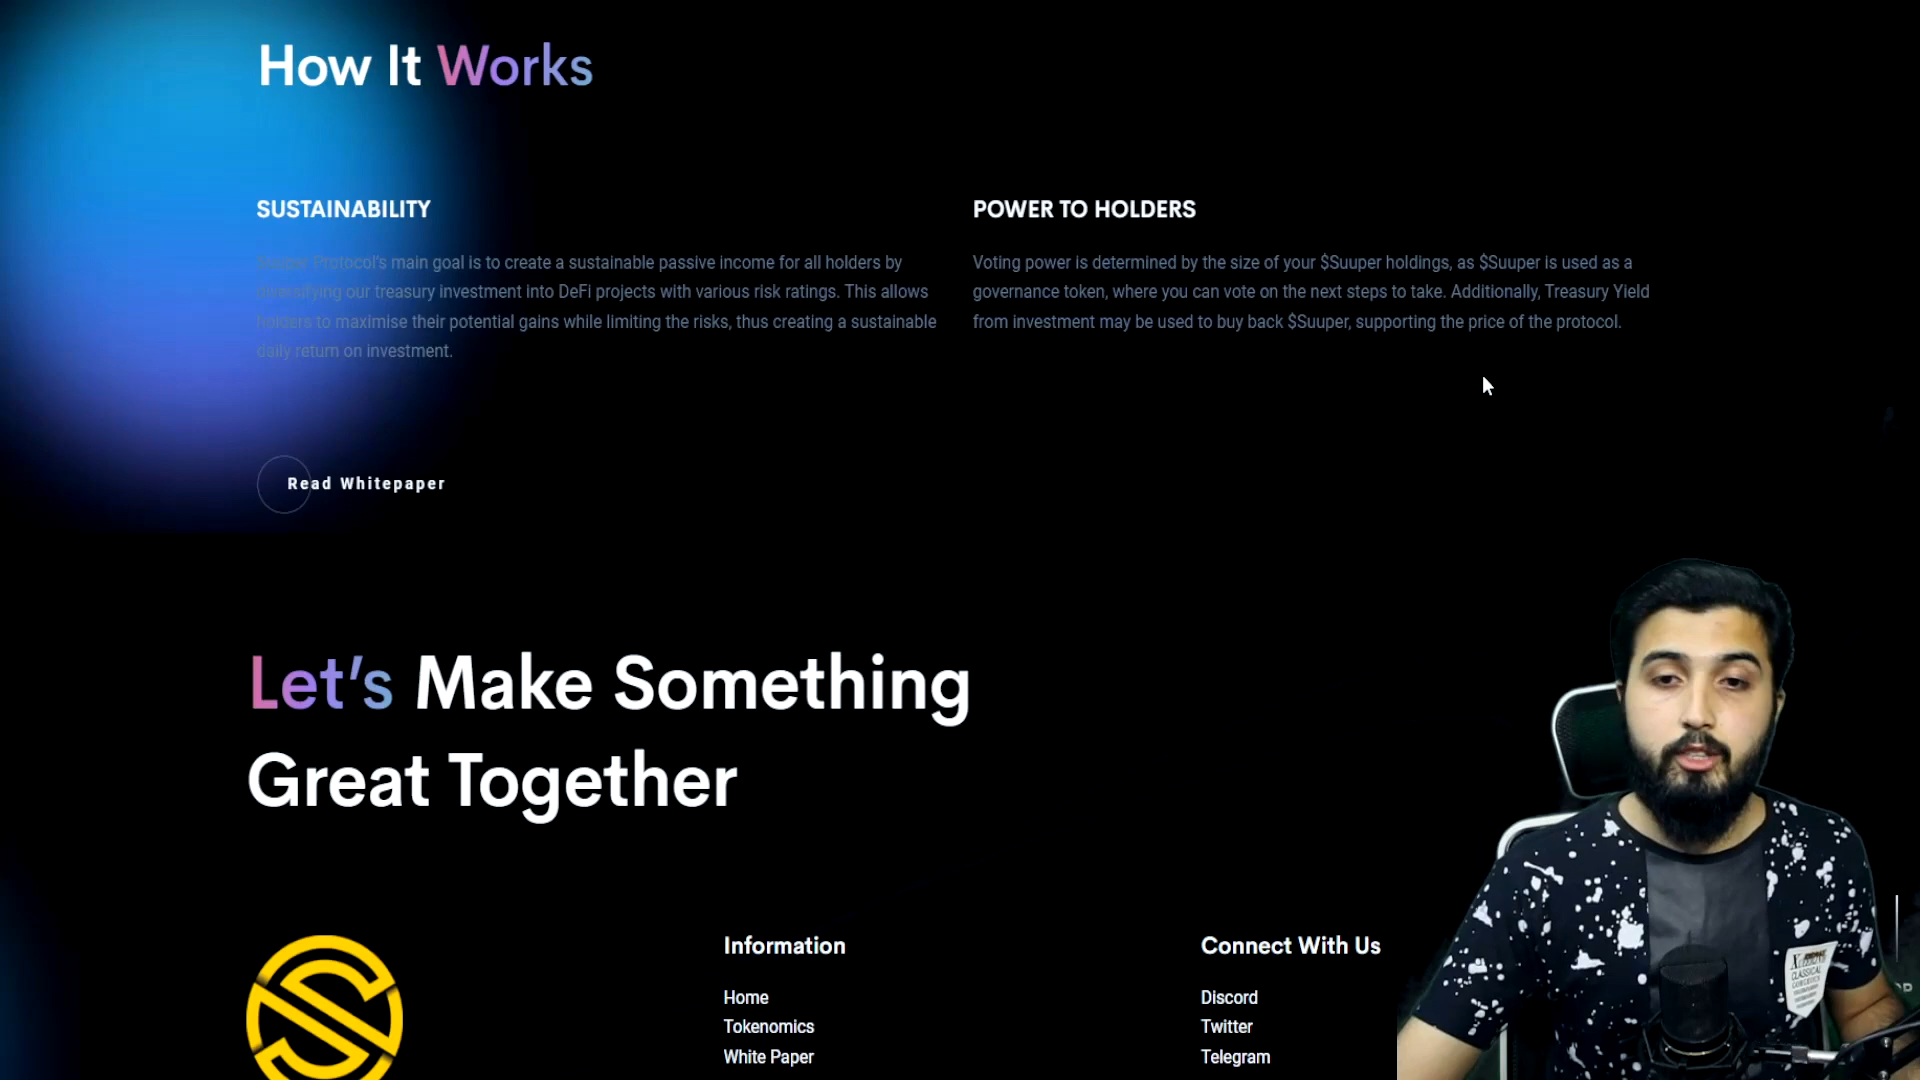 How It Works
SUSTAINABILITY
Suuper Protocol's main goal is to create a sustainable passive income for all holders by
diversifying our treasury investment into DeFi projects with various risk ratings. This allows
holders to maximise their potential gains while limiting the risks, thus creating a sustainable
daily return on investment.
POWER TO HOLDERS
Voting power is determined by the size of your $Suuper holdings, as $Suuper is used as a
governance token, where you can vote on the next steps to take. Additionally, Treasury Yield
from investment may be used to buy back $Suuper, supporting the price of the protocol.
Read Whitepaper
Let's Make Something
Great Together
Information
Home
Tokenomics
White Paper
Connect With Us
Discord
Twitter
Telegram
CLASSICAL